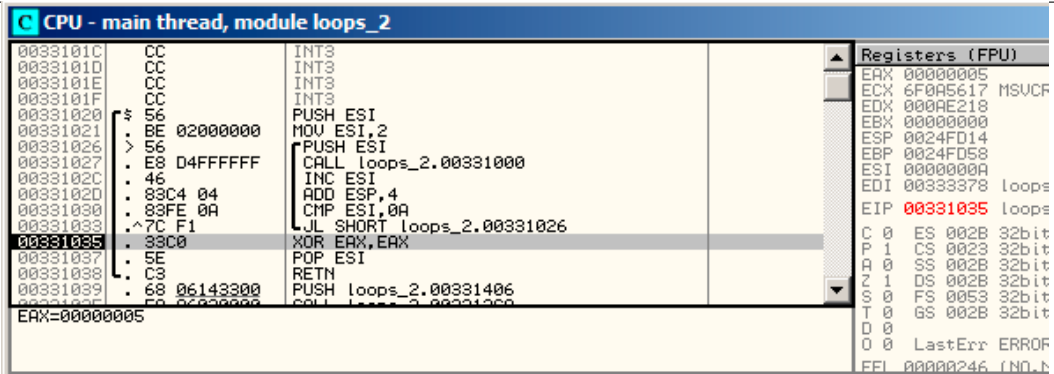 C CPU - main thread, module loops_2
0033101C CC INT3
0033101D CC INT3
0033101E CC INT3
0033101F CC INT3
00331020 $ 56 PUSH ESI
00331021 . BE 02000000 MOV ESI,2
00331026 > 56 PUSH ESI
00331027 . E8 D4FFFFFF CALL loops_2.00331000
0033102C . 46 INC ESI
0033102D . 83C4 04 ADD ESP,4
00331030 . 83FE 0A CMP ESI,0A
00331033 .^7C F1 JL SHORT loops_2.00331026
00331035 . 33C0 XOR EAX,EAX
00331037 . 5E POP ESI
00331038 . C3 RETN
00331039 . 68 06143300 PUSH loops_2.00331406
EAX=00000005
Registers (FPU)
EAX 00000005
ECX 6F0A5617 MSVCR
EDX 000AE218
EBX 00000000
ESP 0024FD14
EBP 0024FD58
ESI 0000000A
EDI 00333378 loops
EIP 00331035 loops
C 0 ES 002B 32bit
P 1 CS 0023 32bit
A 0 SS 002B 32bit
Z 1 DS 002B 32bit
S 0 FS 0053 32bit
T 0 GS 002B 32bit
D 0
O 0 LastErr ERROR
EFL 00000246 (NO,N